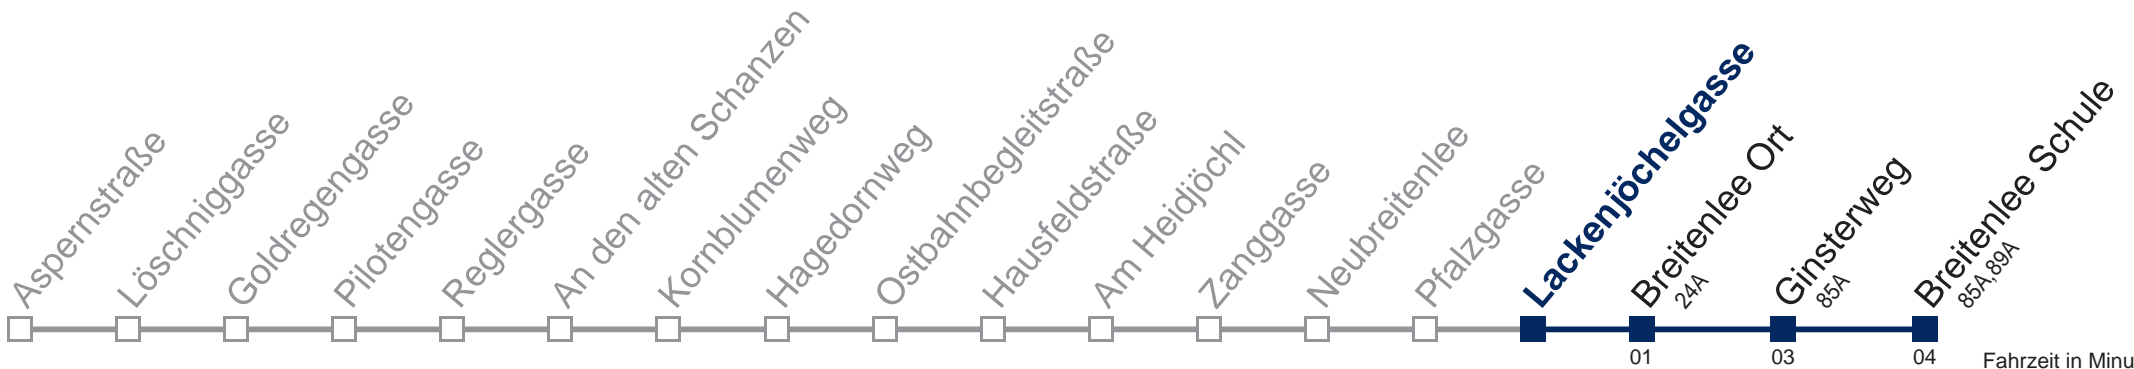 Aspernstraße
Löschniggasse
Goldregengasse
Pilotengasse
Reglergasse
An den alten Schanzen
Kornblumenweg
Hagedornweg
Ostbahnbegleitstraße
Hausfeldstraße
Am Heidjöchl
Zanggasse
Neubreitenlee
Pfalzgasse
Lackenjöchelgasse
Breitenlee Ort
24A
Ginsterweg
85A
Breitenlee Schule
85A,89A
01
03
04
Fahrzeit in Minu